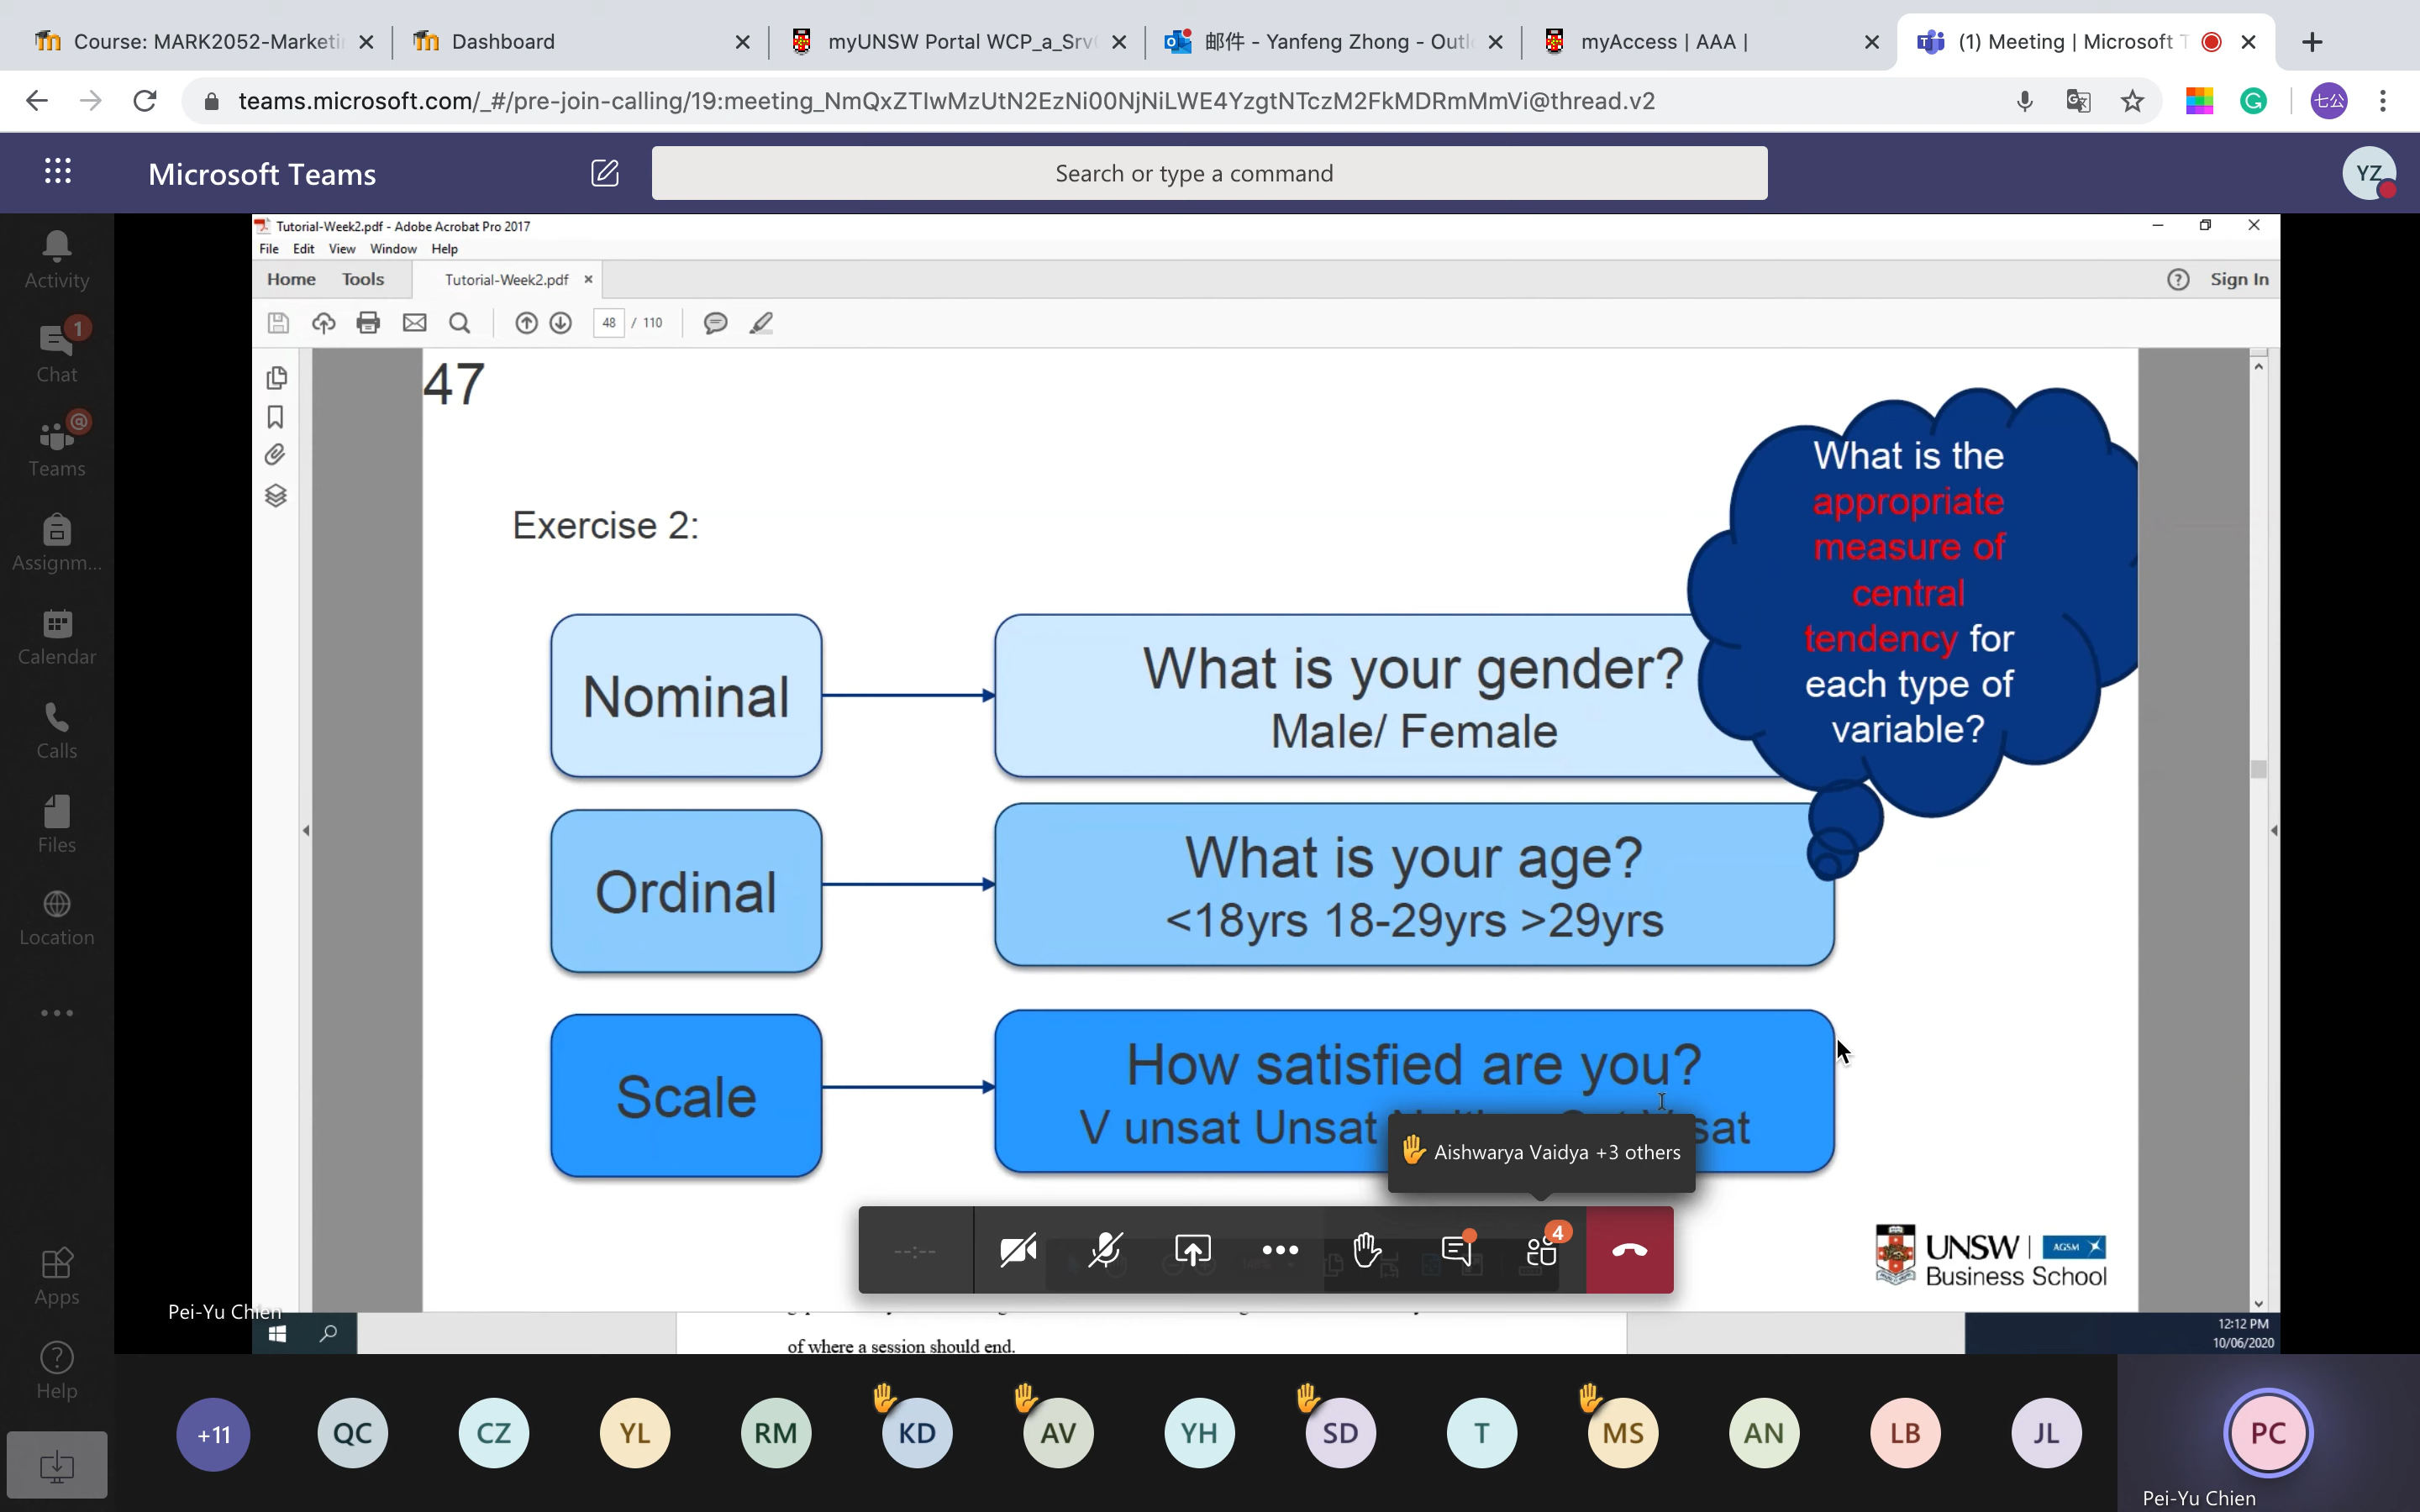 Course: MARK2052-Marketi
Dashboard
myUNSW Portal WCP_a_Srv
邮件 - Yanfeng Zhong - Outl
myAccess | AAA |
(1) Meeting | Microsoft T
teams.microsoft.com/_#/pre-join-calling/19:meeting_NmQxZTIwMzUtN2EzNi00NjNiLWE4YzgtNTczM2FkMDRmMmVi@thread.v2
七公
Microsoft Teams
Search or type a command
YZ
Activity
1
Chat
@
Teams
Assignm...
Calendar
Calls
Files
Location
Apps
Help
Tutorial-Week2.pdf - Adobe Acrobat Pro 2017
File Edit View Window Help
Home Tools Tutorial-Week2.pdf
Sign In
48 / 110
47
Exercise 2:
What is the
appropriate
measure of
central
tendency for
each type of
variable?
Nominal
What is your gender?
Male/ Female
Ordinal
What is your age?
<18yrs 18-29yrs >29yrs
Scale
How satisfied are you?
V unsat Unsat sat
Aishwarya Vaidya +3 others
--:--
4
UNSW
AGSM
Business School
Pei-Yu Chien
of where a session should end.
12:12 PM
10/06/2020
+11
QC
CZ
YL
RM
KD
AV
YH
SD
T
MS
AN
LB
JL
PC
Pei-Yu Chien